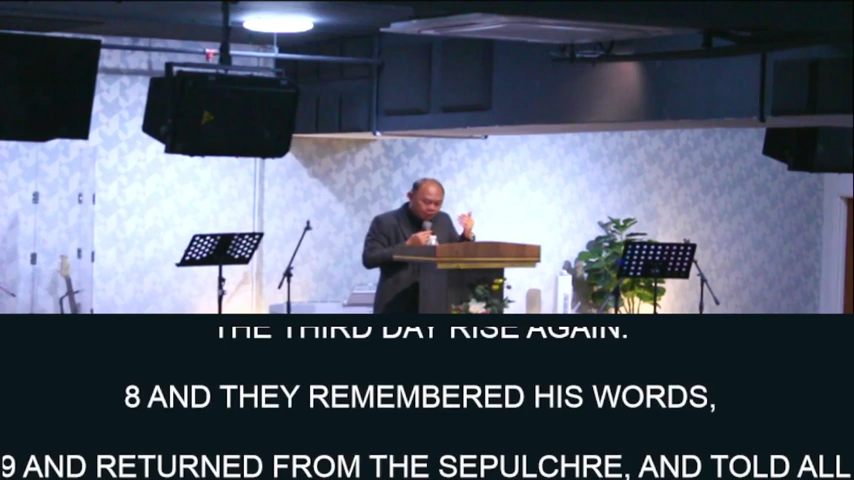 THE THIRD DAY RISE AGAIN.
8 AND THEY REMEMBERED HIS WORDS,
9 AND RETURNED FROM THE SEPULCHRE, AND TOLD ALL